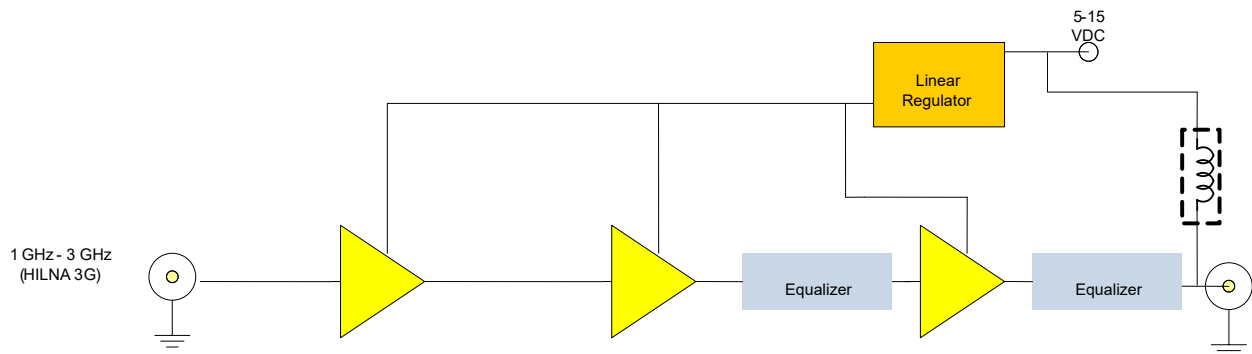 5-15
VDC
Linear
Regulator
1 GHz - 3 GHz
(HILNA 3G)
Equalizer
Equalizer